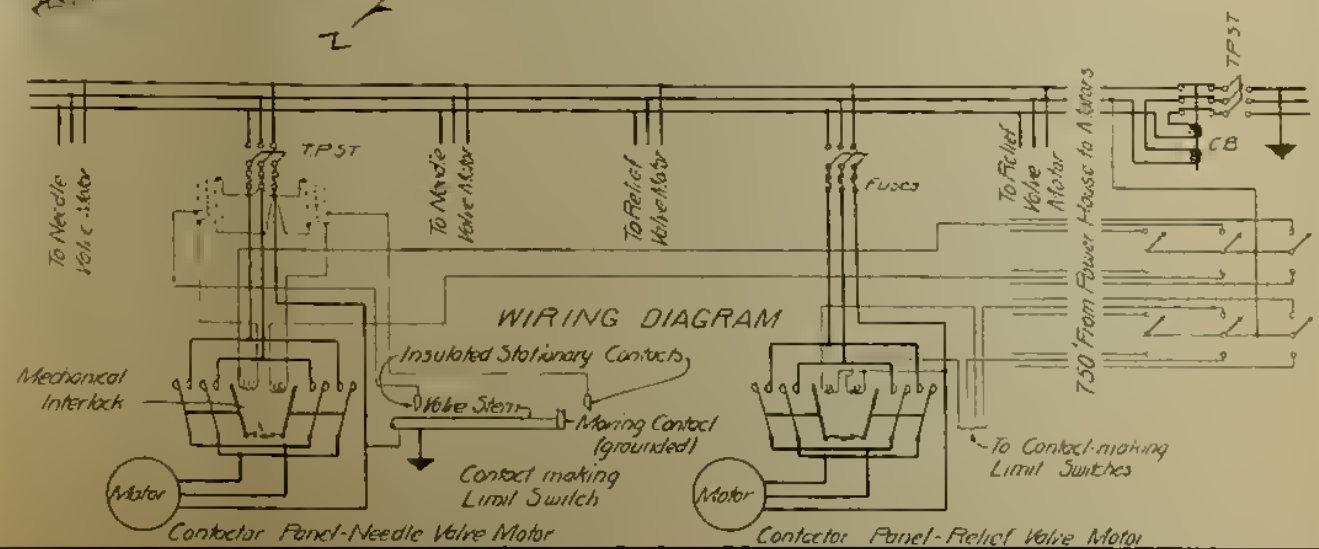 N
TPST
T.P.ST
CB
To Needle
Valve Motor
To Needle
Valve Motor
To Relief
Valve Motor
Fuses
To Relief
Valve
Motor
750' From Power House to Motors
WIRING DIAGRAM
Insulated Stationary Contacts
Mechanical
Interlock
Valve Stem
Moving Contact
(grounded)
To Contact-making
Limit Switches
Contact making
Limit Switch
Motor
Motor
Contactor Panel-Needle Valve Motor
Contactor Panel-Relief Valve Motor